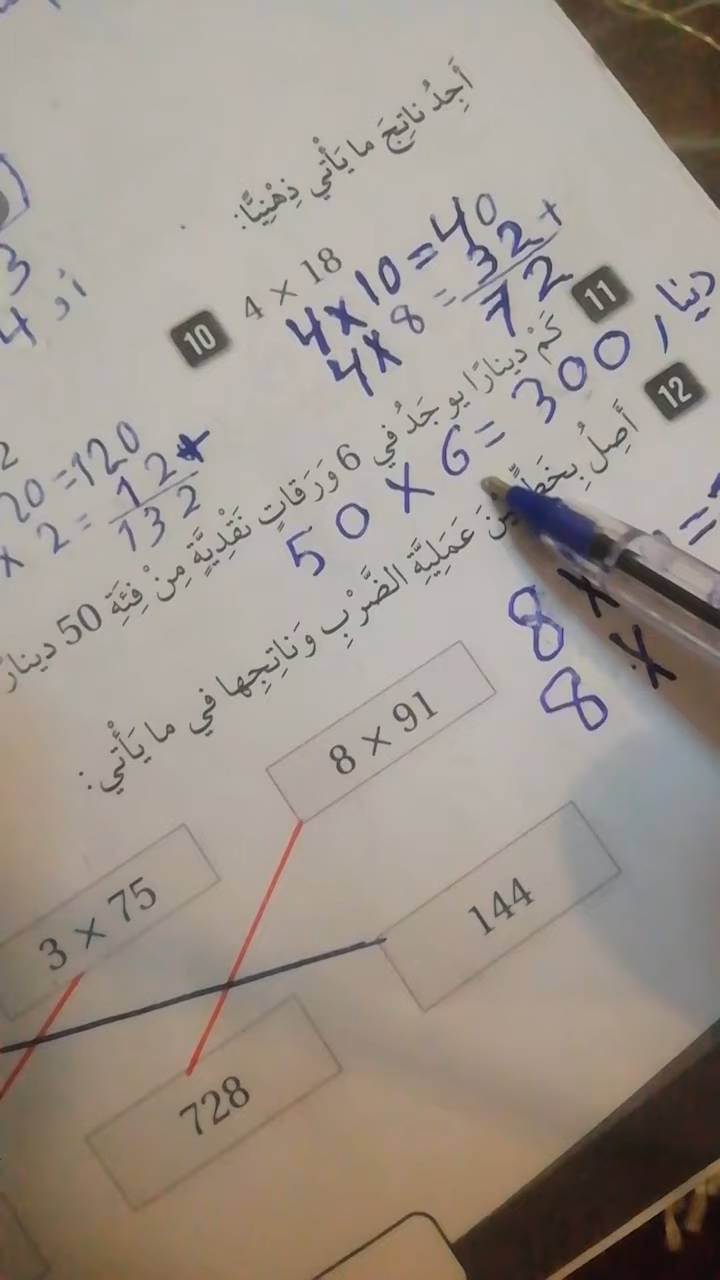 أَجِدُ ناتِجَ ما يَأْتي ذِهْنِيًّا:
10 4 × 18
4 × 10 = 40
4 × 8 = 32 +
72
20 = 120
× 2 = 12 +
132
11 كَمْ دينارًا يوجَدُ في 6 وَرَقاتٍ نَقْدِيَّةٍ مِنْ فِئَةِ 50 دينار
50 × 6 = 300 دينار
12 أَصِلُ بِخَطٍّ عَمَلِيَّةِ الضَّرْبِ وَناتِجِها في ما يَأْتي:
8 ×
8 ×
8 × 91
3 × 75
144
728